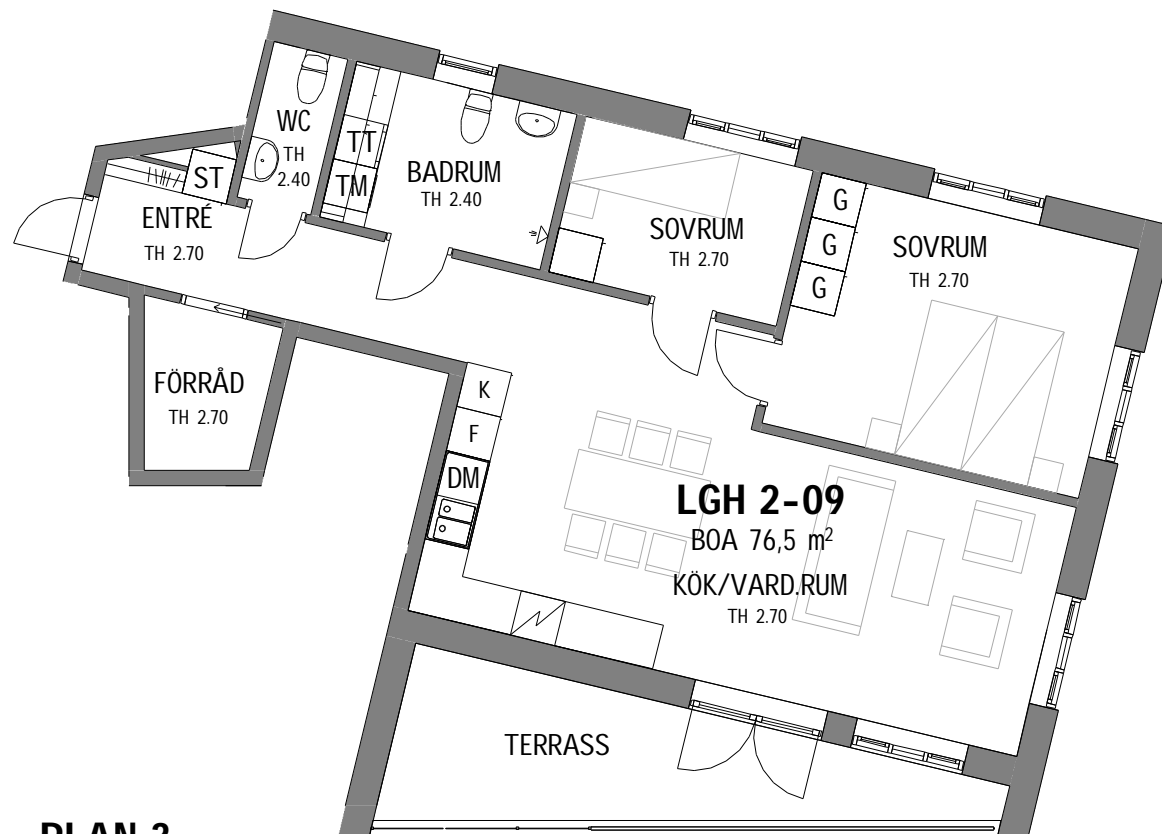 WC
TH
2.40
TT
TM
BADRUM
TH 2.40
ST
ENTRÉ
TH 2.70
SOVRUM
TH 2.70
G
G
G
SOVRUM
TH 2.70
FÖRRÅD
TH 2.70
K
F
DM
LGH 2-09
BOA 76,5 m²
KÖK/VARD.RUM
TH 2.70
TERRASS